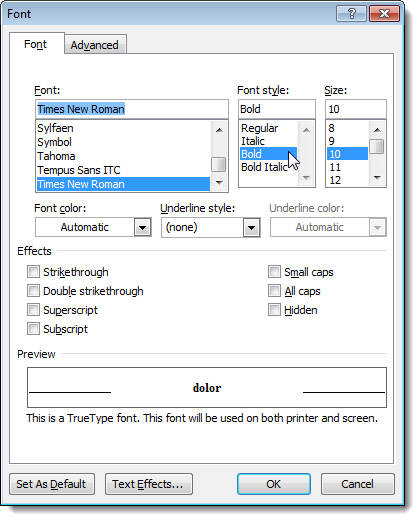 Font
Font Advanced
Font: Font style: Size:
Times New Roman Bold 10
Sylfaen Regular 8
Symbol Italic 9
Tahoma Bold 10
Tempus Sans ITC Bold Italic 11
Times New Roman 12
Font color: Underline style: Underline color:
Automatic (none) Automatic
Effects
Strikethrough Small caps
Double strikethrough All caps
Superscript Hidden
Subscript
Preview
dolor
This is a TrueType font. This font will be used on both printer and screen.
Set As Default Text Effects... OK Cancel